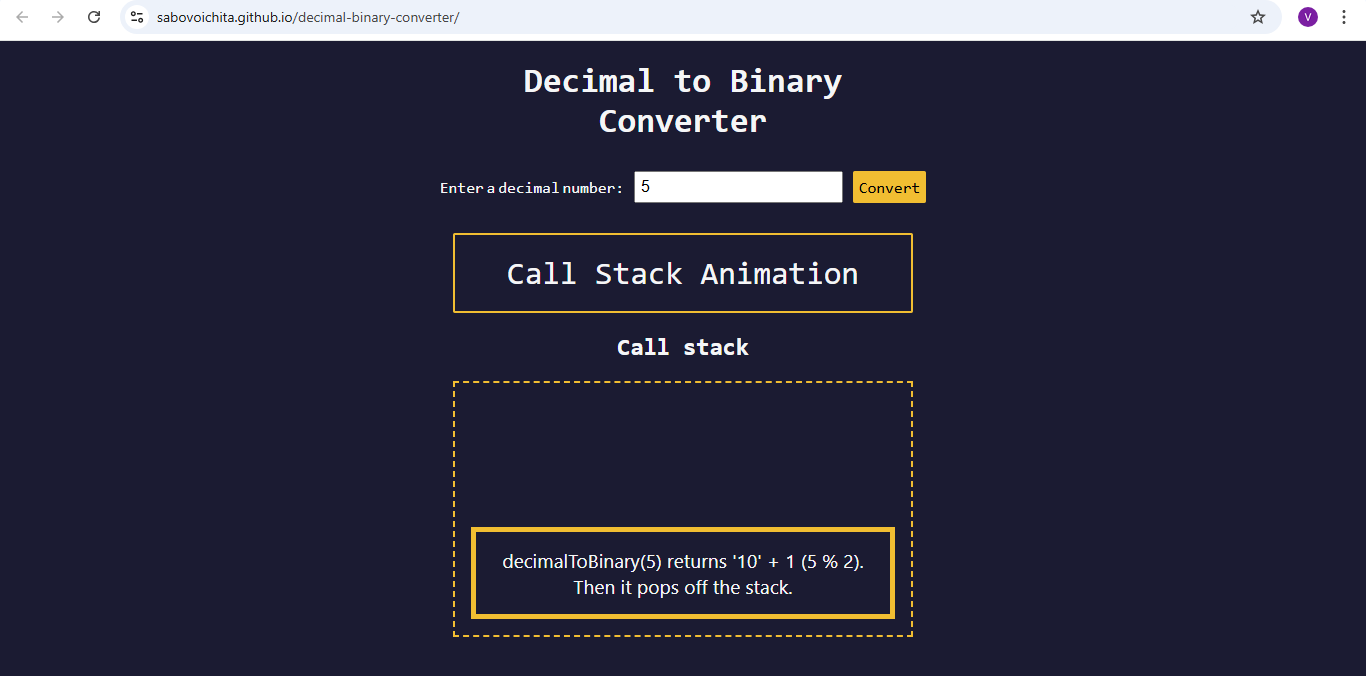 sabovoichita.github.io/decimal-binary-converter/
V
Decimal to Binary
Converter
Enter a decimal number: 5 Convert
Call Stack Animation
Call stack
decimalToBinary(5) returns '10' + 1 (5 % 2).
Then it pops off the stack.